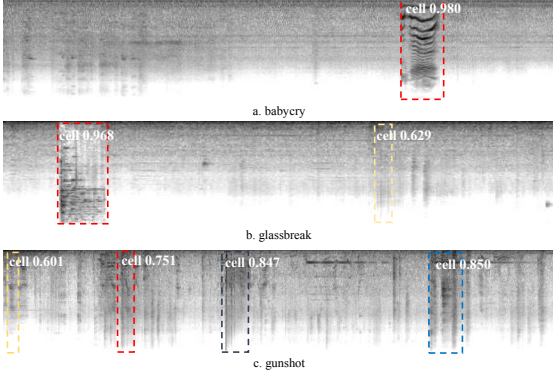 cell 0.980
a. babycry
cell 0.968
cell 0.629
b. glassbreak
cell 0.601
cell 0.751
cell 0.847
cell 0.850
c. gunshot